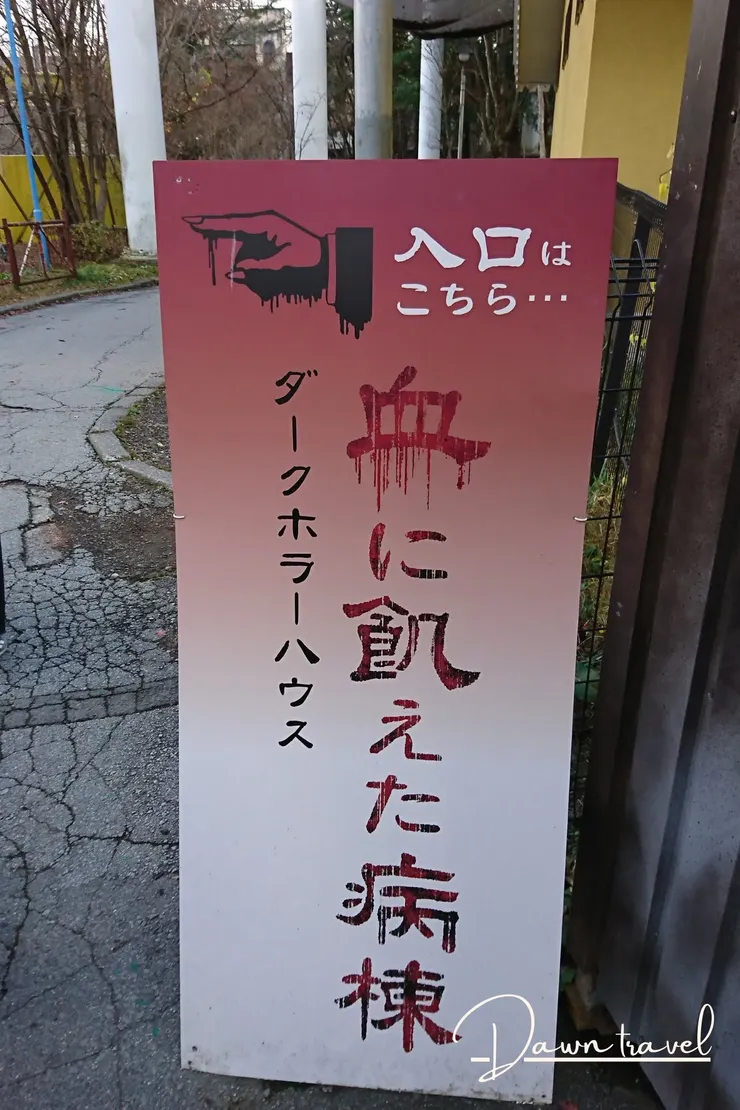 入口は
こちら…
血に飢えた病棟
ダークホラーハウス
Dawn travel